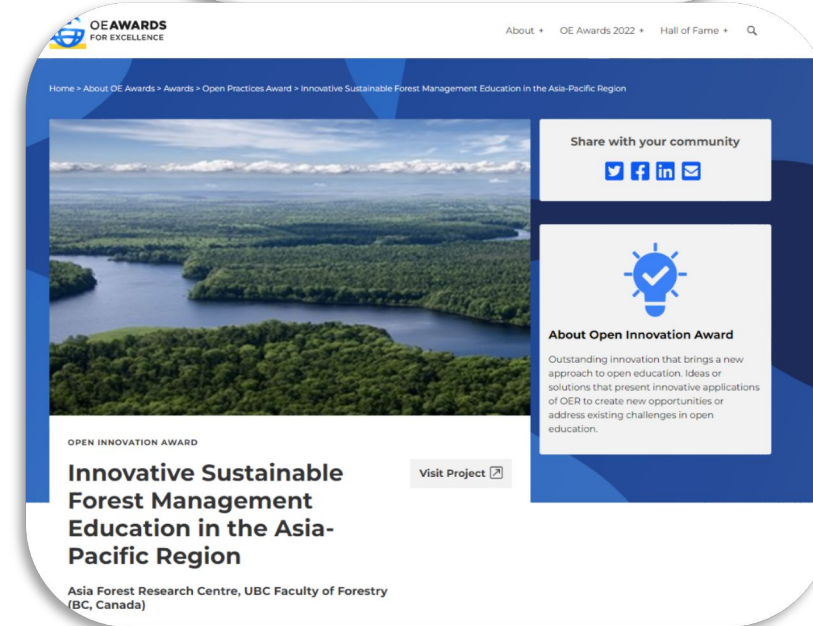 OEAWARDS
FOR EXCELLENCE
About +
OE Awards 2022 +
Hall of Fame +
Home > About OE Awards > Awards > Open Practices Award > Innovative Sustainable Forest Management Education in the Asia-Pacific Region
Share with your community
About Open Innovation Award
Outstanding innovation that brings a new
approach to open education. Ideas or
solutions that present innovative applications
of OER to create new opportunities or
address existing challenges in open
education.
OPEN INNOVATION AWARD
Innovative Sustainable
Forest Management
Education in the Asia-
Pacific Region
Visit Project
Asia Forest Research Centre, UBC Faculty of Forestry
(BC, Canada)